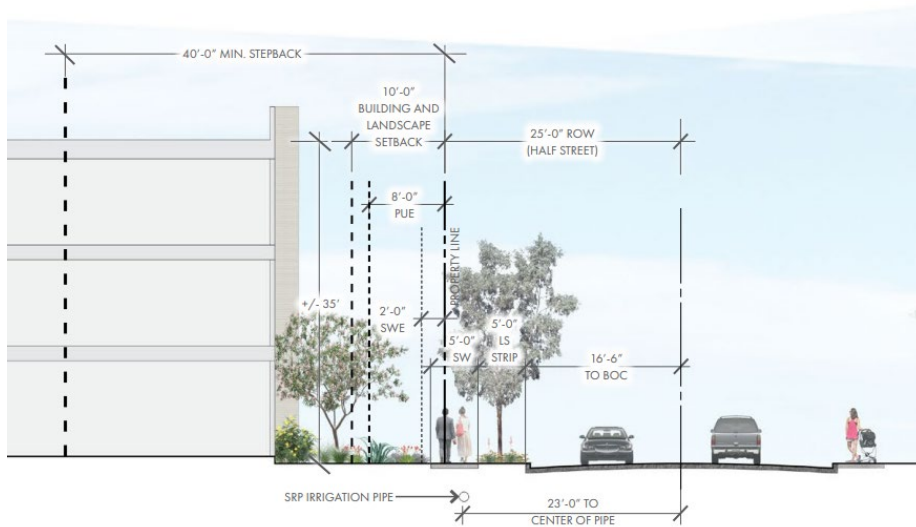 40'-0" MIN. STEPBACK
10'-0"
BUILDING AND
LANDSCAPE
SETBACK
25'-0" ROW
(HALF STREET)
8'-0"
PUE
PROPERTY LINE
+/- 35'
2'-0"
SWE
5'-0"
SW
5'-0"
LS
STRIP
16'-6"
TO BOC
SRP IRRIGATION PIPE
23'-0" TO
CENTER OF PIPE